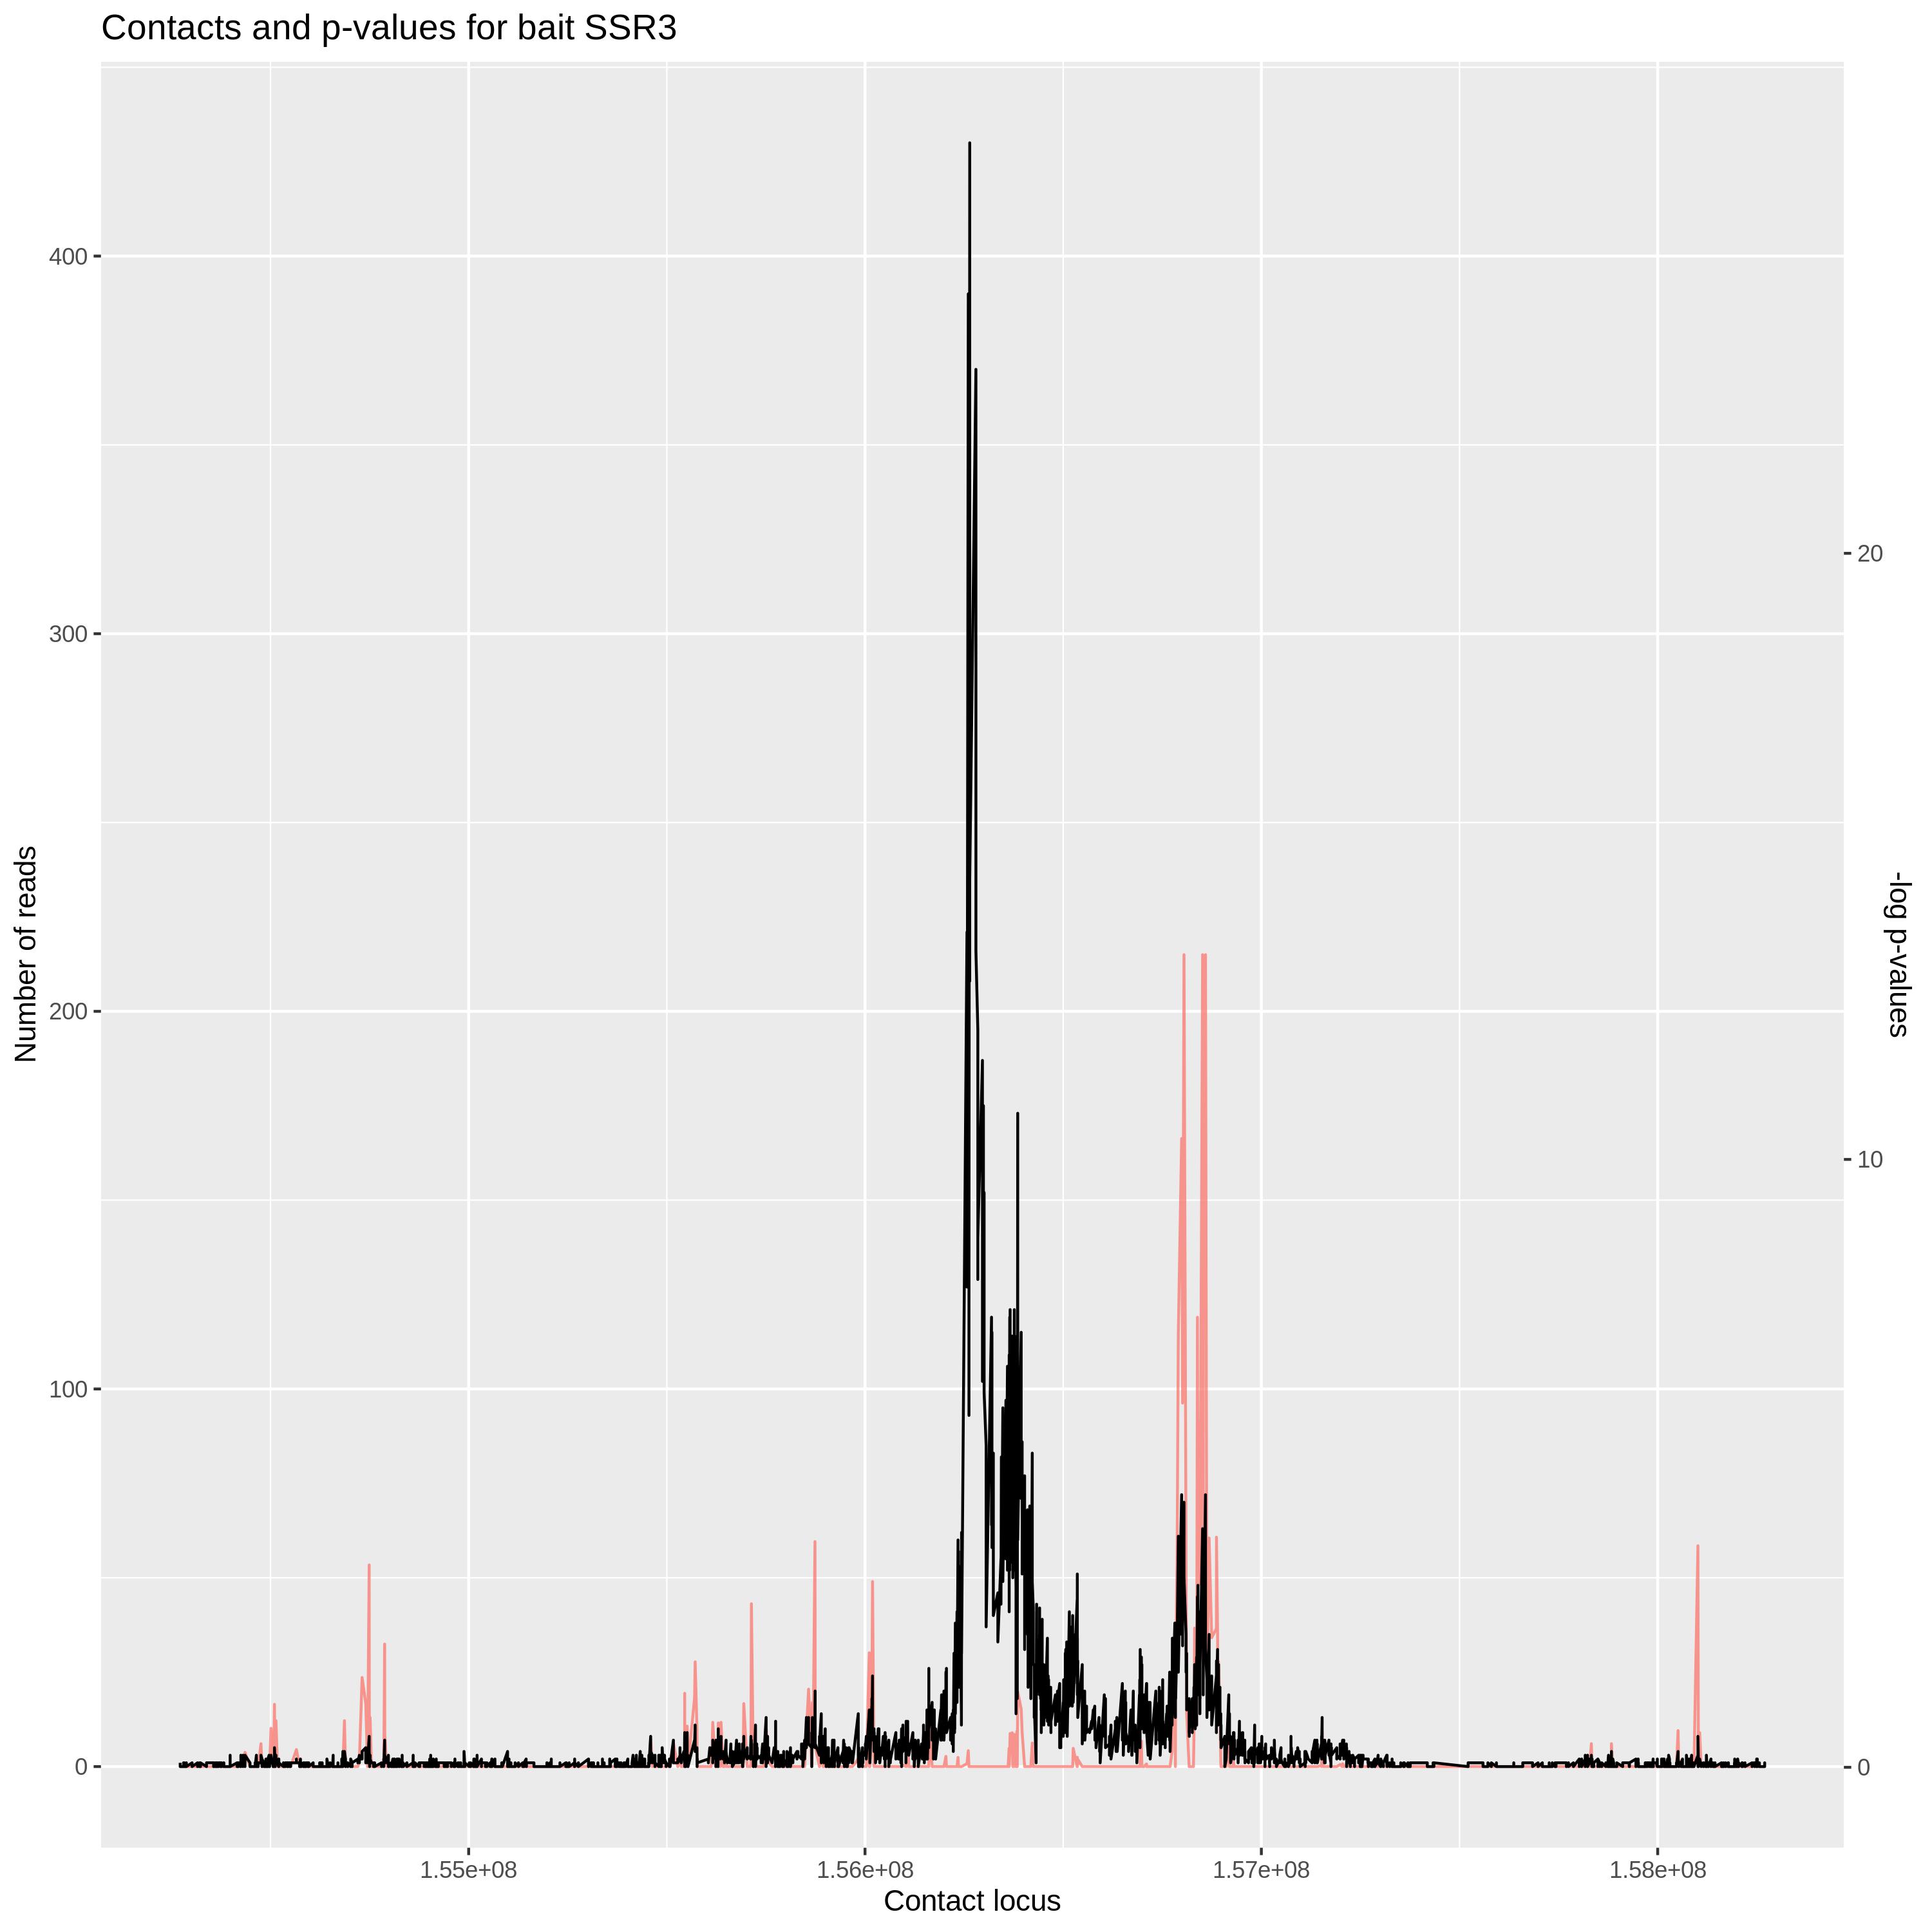 Contacts and p-values for bait SSR3
Number of reads
400
300
200
100
0
20
10
0
-log p-values
1.55e+08 1.56e+08 1.57e+08 1.58e+08
Contact locus